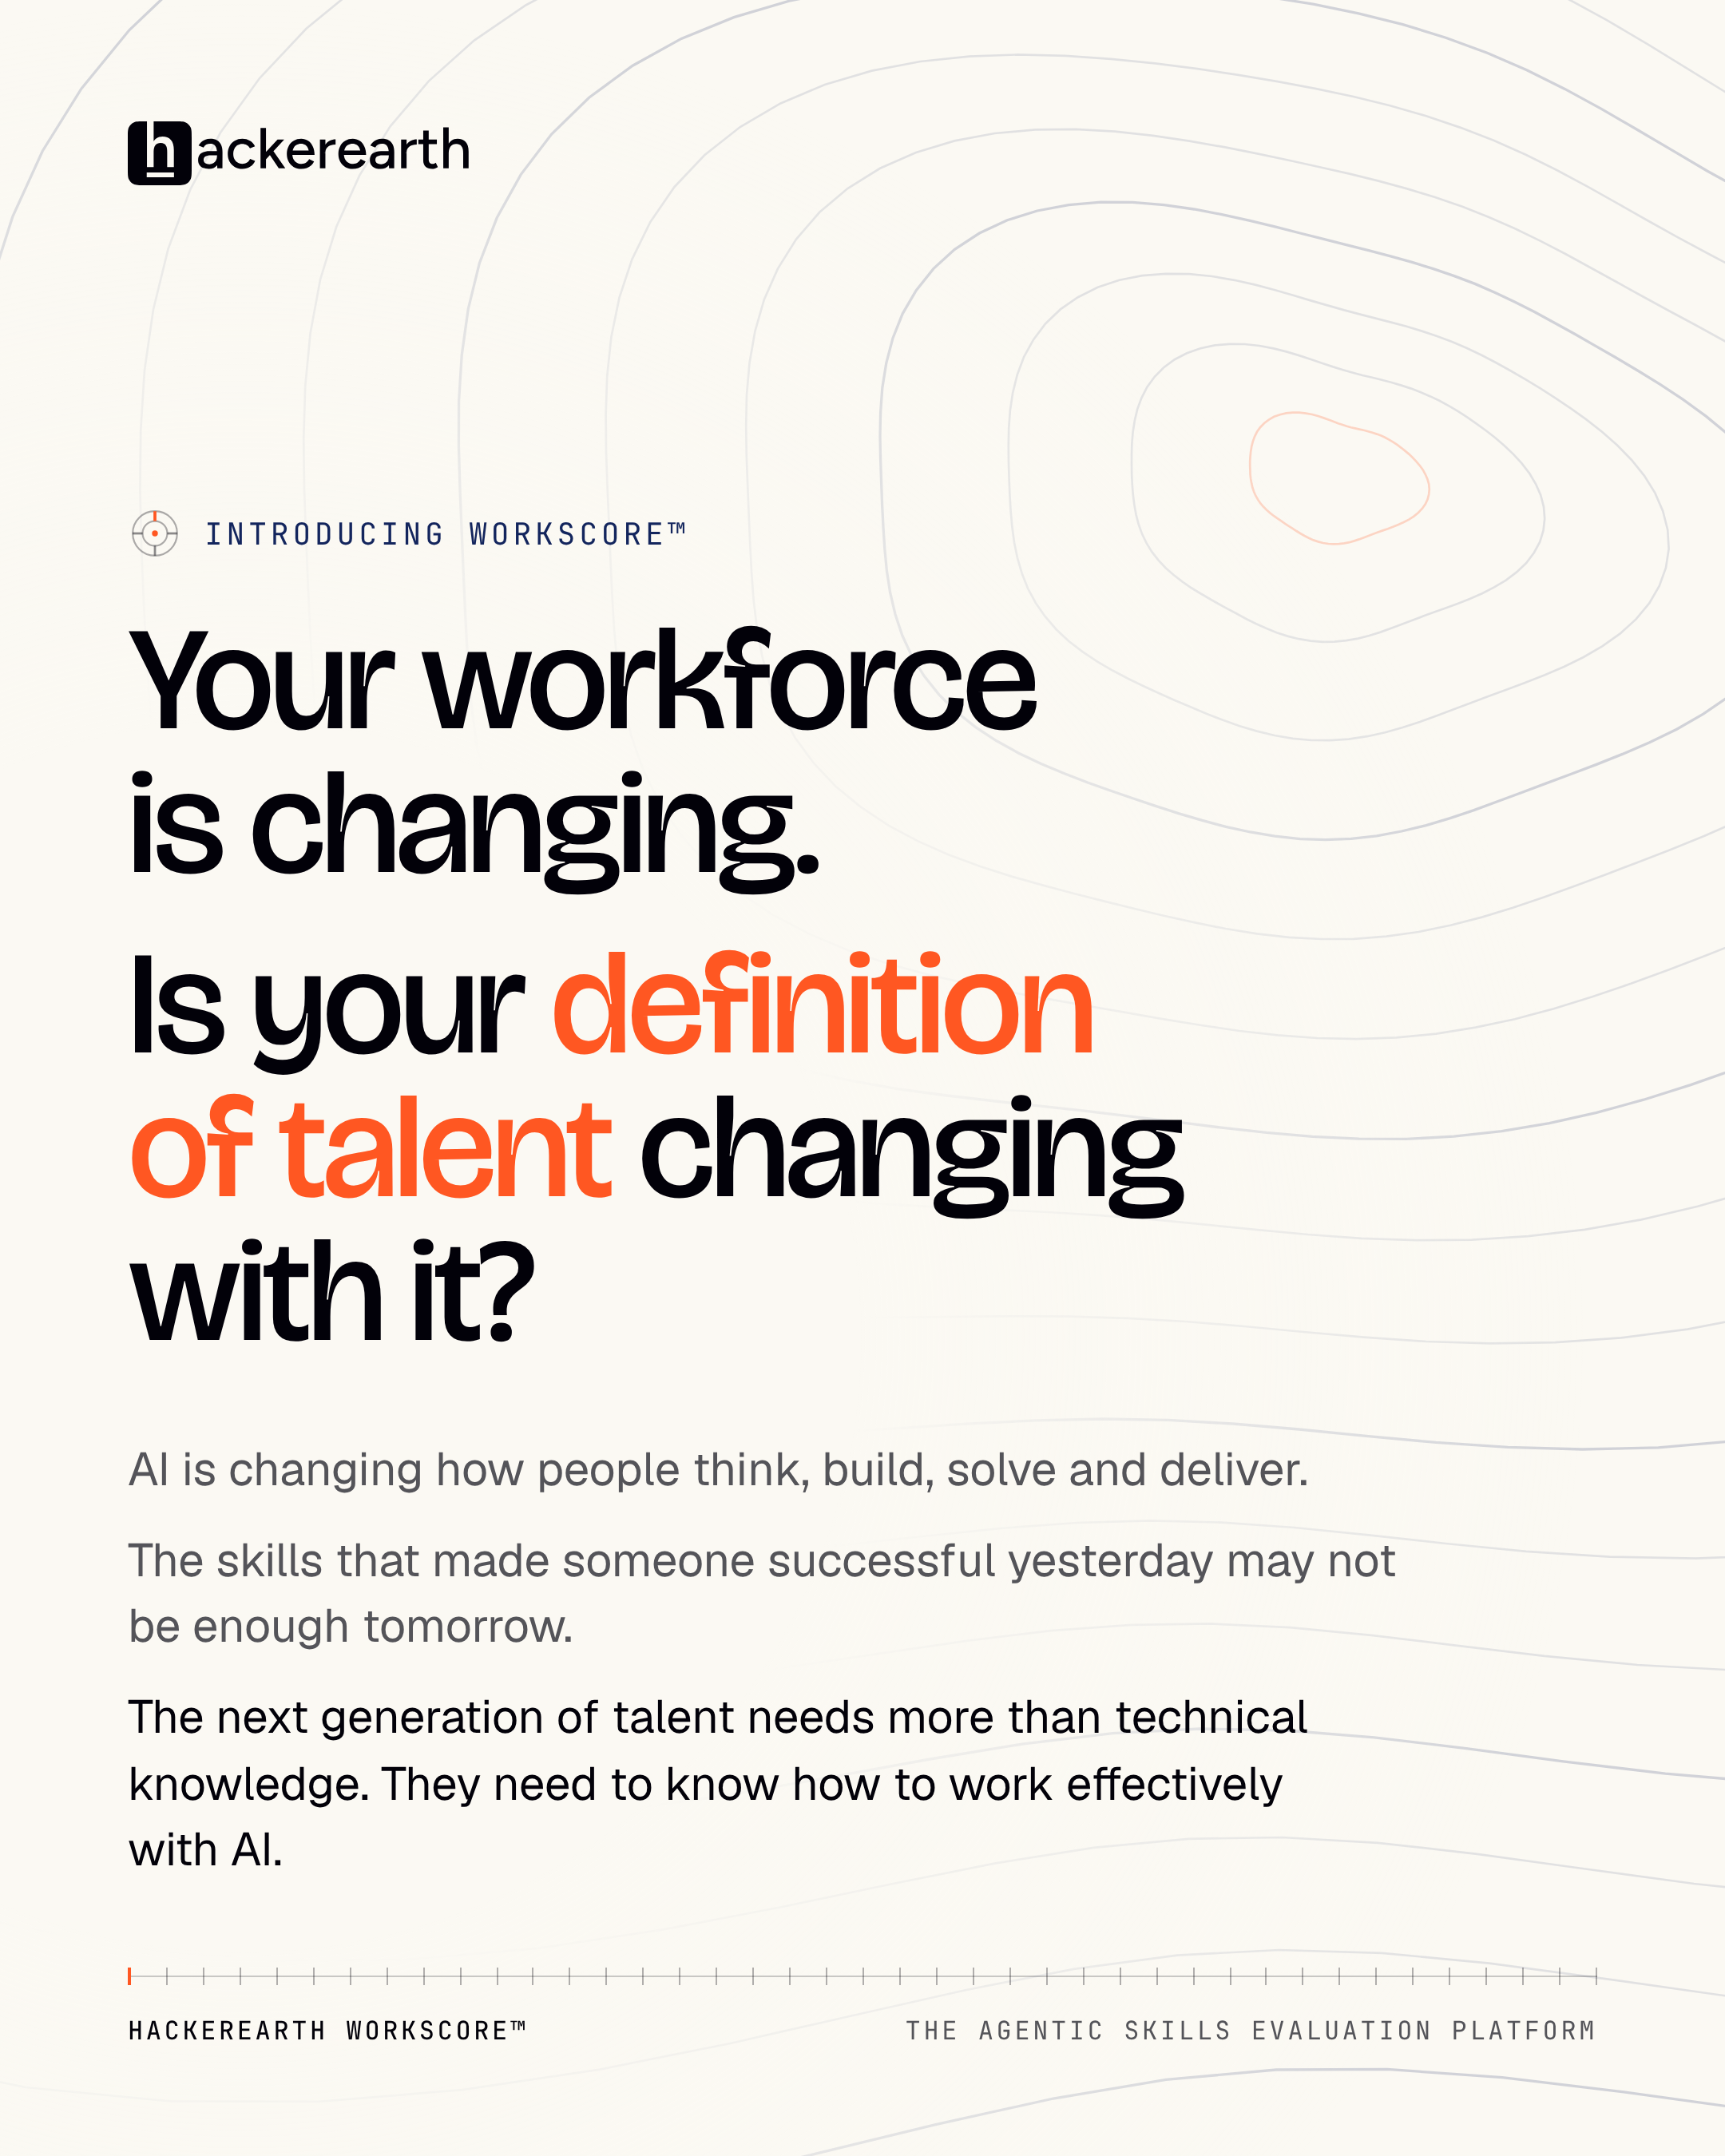 hackerearth
INTRODUCING WORKSCORE™
Your workforce
is changing.
Is your definition
of talent changing
with it?
AI is changing how people think, build, solve and deliver.
The skills that made someone successful yesterday may not
be enough tomorrow.
The next generation of talent needs more than technical
knowledge. They need to know how to work effectively
with AI.
HACKEREARTH WORKSCORE™
THE AGENTIC SKILLS EVALUATION PLATFORM